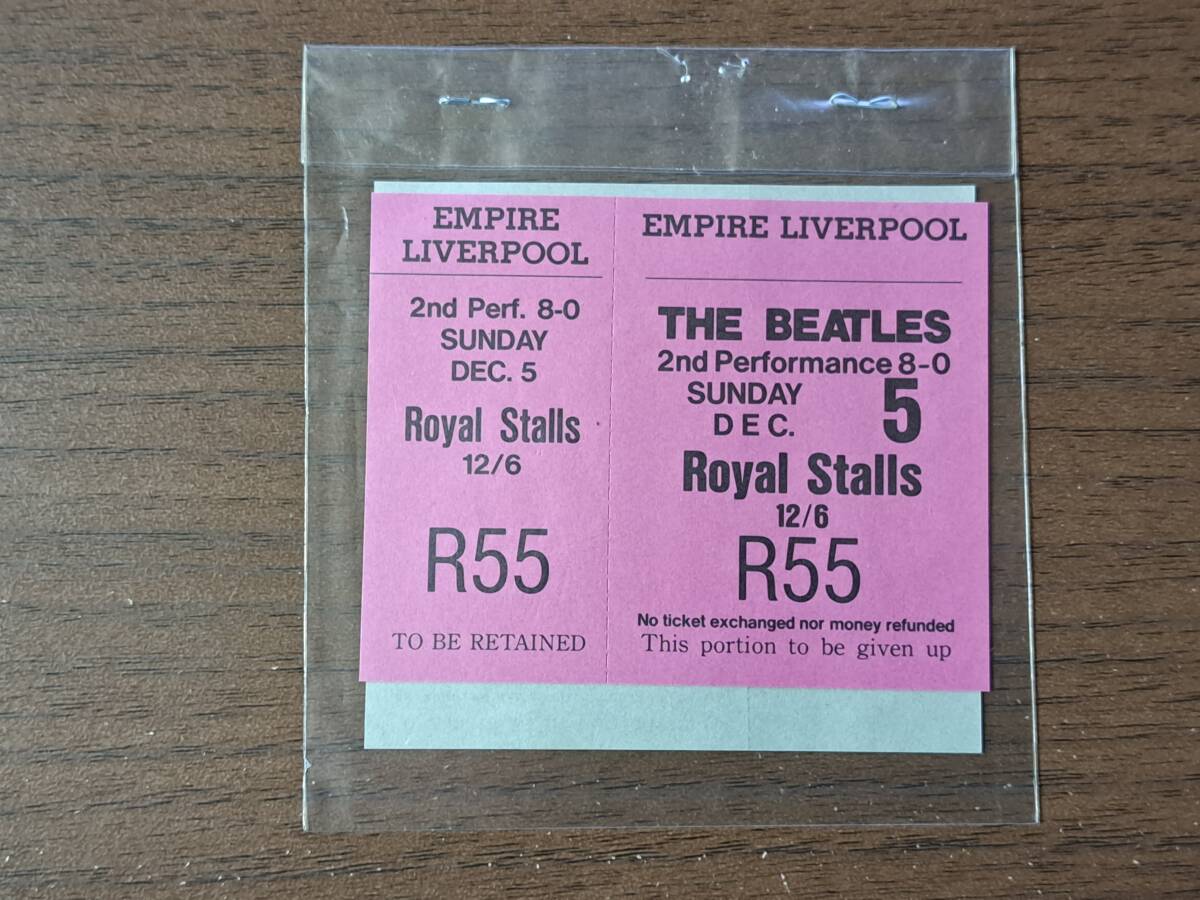 EMPIRE
LIVERPOOL
2nd Perf. 8-0
SUNDAY
DEC. 5
Royal Stalls
12/6
R55
TO BE RETAINED
EMPIRE LIVERPOOL
THE BEATLES
2nd Performance 8-0
SUNDAY
DEC. 5
Royal Stalls
12/6
R55
No ticket exchanged nor money refunded
This portion to be given up